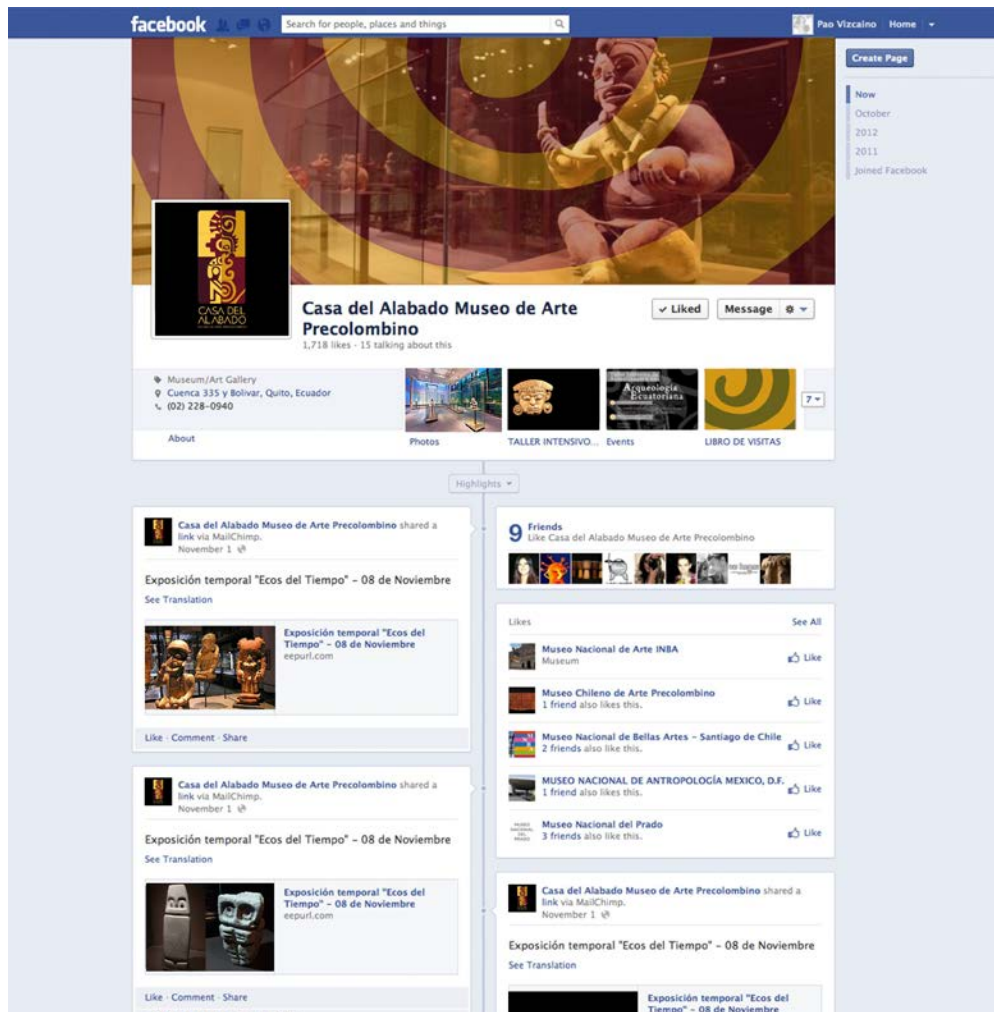 facebook
Search for people, places and things
Pao Vizcaino
Home
Create Page
Now
October
2012
2011
Joined Facebook
CASA DEL
ALABADO
Casa del Alabado Museo de Arte
Precolombino
1,718 likes · 15 talking about this
Liked
Message
Museum/Art Gallery
Cuenca 335 y Bolivar, Quito, Ecuador
(02) 228-0940
About
Arqueología
Ecuatoriana
7
Photos
TALLER INTENSIVO...
Events
LIBRO DE VISITAS
Highlights
Casa del Alabado Museo de Arte Precolombino shared a
link via MailChimp.
November 1
Exposición temporal "Ecos del Tiempo" – 08 de Noviembre
See Translation
Exposición temporal "Ecos del
Tiempo" – 08 de Noviembre
eepurl.com
Like · Comment · Share
Casa del Alabado Museo de Arte Precolombino shared a
link via MailChimp.
November 1
Exposición temporal "Ecos del Tiempo" – 08 de Noviembre
See Translation
Exposición temporal "Ecos del
Tiempo" – 08 de Noviembre
eepurl.com
Like · Comment · Share
9 Friends
Like Casa del Alabado Museo de Arte Precolombino
Likes
See All
Museo Nacional de Arte INBA
Museum
Like
Museo Chileno de Arte Precolombino
1 friend also likes this.
Like
Museo Nacional de Bellas Artes – Santiago de Chile
2 friends also like this.
Like
MUSEO NACIONAL DE ANTROPOLOGÍA MEXICO, D.F.
1 friend also likes this.
Like
MUSEO
NACIONAL
DEL
PRADO
Museo Nacional del Prado
3 friends also like this.
Like
Casa del Alabado Museo de Arte Precolombino shared a
link via MailChimp.
November 1
Exposición temporal "Ecos del Tiempo" – 08 de Noviembre
See Translation
Exposición temporal "Ecos del
Tiempo" – 08 de Noviembre